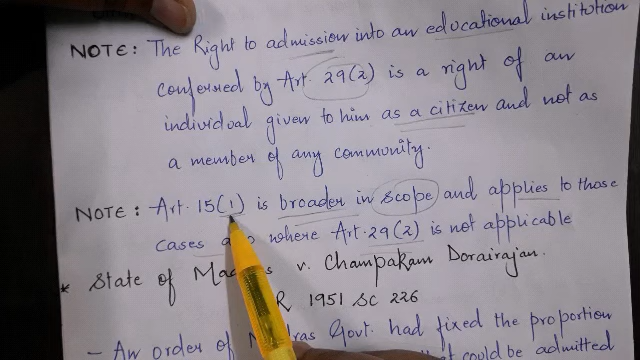 NOTE: The Right to admission into an educational institution
conferred by Art. 29(2) is a right of an
individual given to him as a citizen and not as
a member of any community.
NOTE: Art. 15(1) is broader in scope and applies to those
cases where Art. 29(2) is not applicable
* State of v. Champakam Dorairajan.
R 1951 SC 226
- An order of Govt. had fixed the proportion
could be admitted